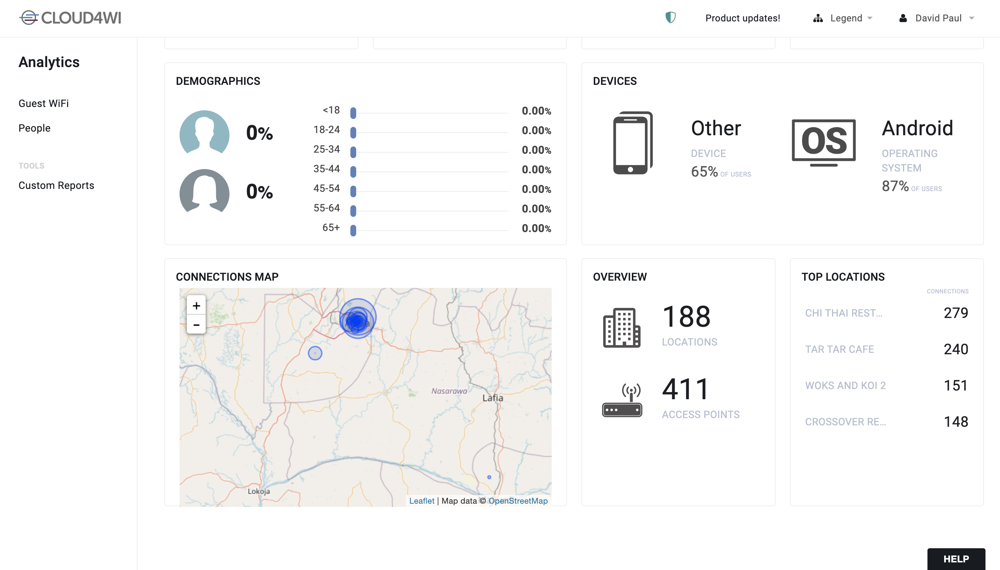 CLOUD4WI
Product updates!
Legend
David Paul
Analytics
Guest WiFi
People
TOOLS
Custom Reports
DEMOGRAPHICS
0%
0%
<18 0.00%
18-24 0.00%
25-34 0.00%
35-44 0.00%
45-54 0.00%
55-64 0.00%
65+ 0.00%
DEVICES
Other
DEVICE
65% OF USERS
OS
Android
OPERATING
SYSTEM
87% OF USERS
CONNECTIONS MAP
+
−
Nasarawa
Lafia
Lokoja
Leaflet | Map data © OpenStreetMap
OVERVIEW
188
LOCATIONS
411
ACCESS POINTS
TOP LOCATIONS
CONNECTIONS
CHI THAI REST... 279
TAR TAR CAFE 240
WOKS AND KOI 2 151
CROSSOVER RE... 148
HELP